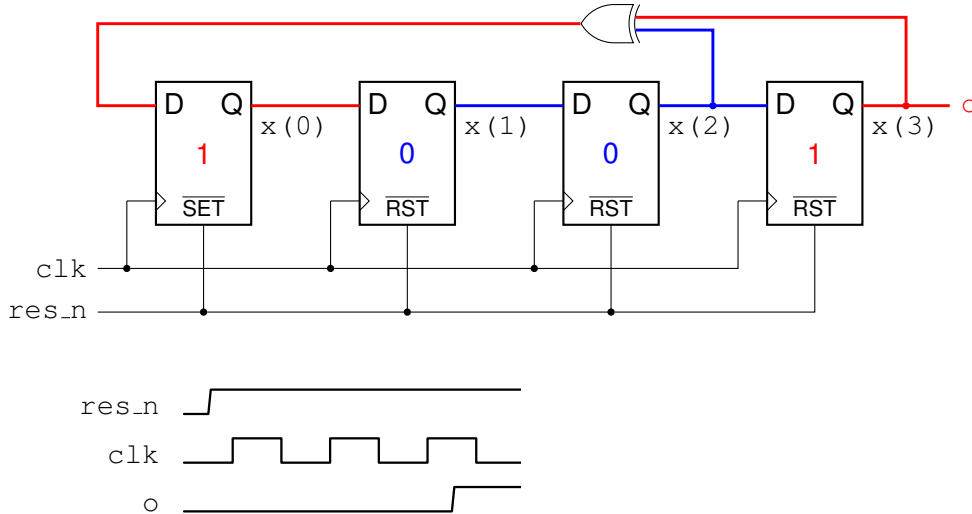 D Q D Q D Q D Q o
x(0) x(1) x(2) x(3)
1 0 0 1
SET RST RST RST
clk
res_n
res_n
clk
o